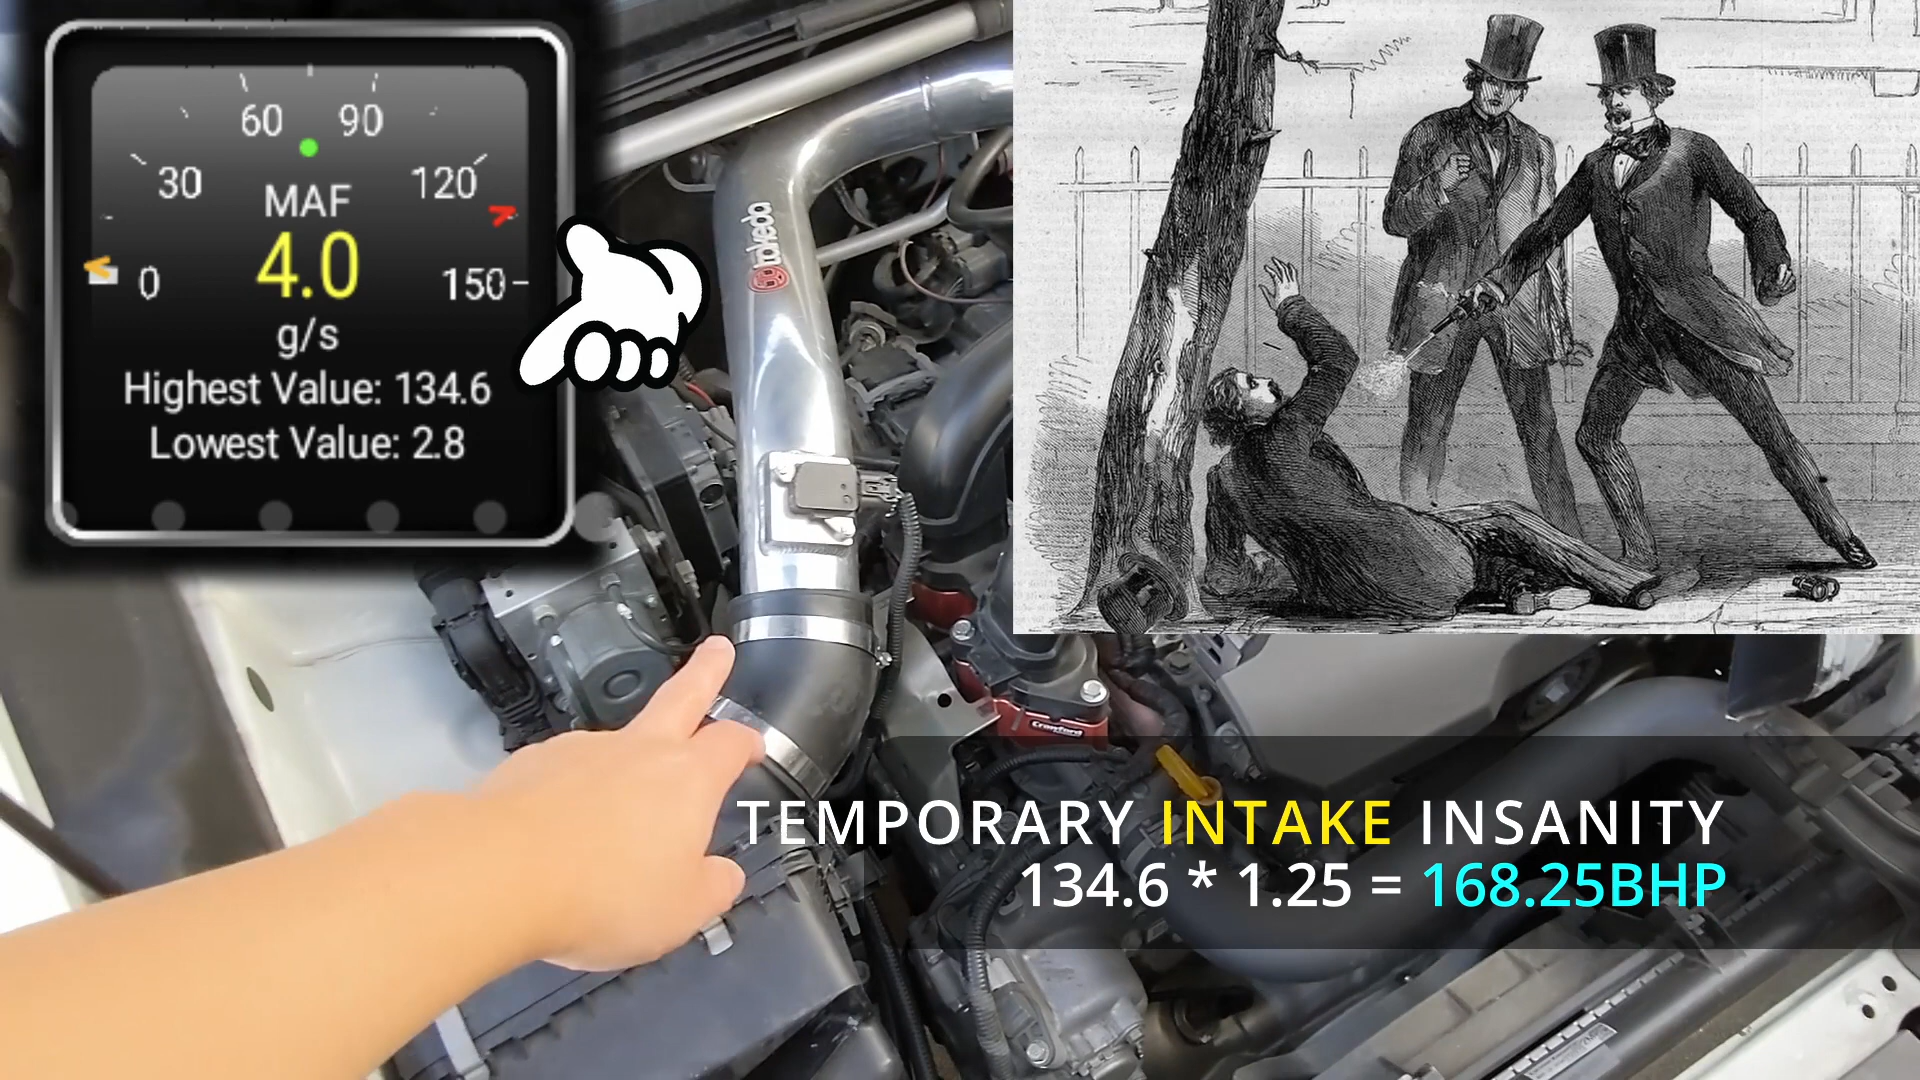 60 90
30 120
MAF
0 4.0 150
g/s
Highest Value: 134.6
Lowest Value: 2.8
takeda
Crawford
TEMPORARY INTAKE INSANITY
134.6 * 1.25 = 168.25BHP